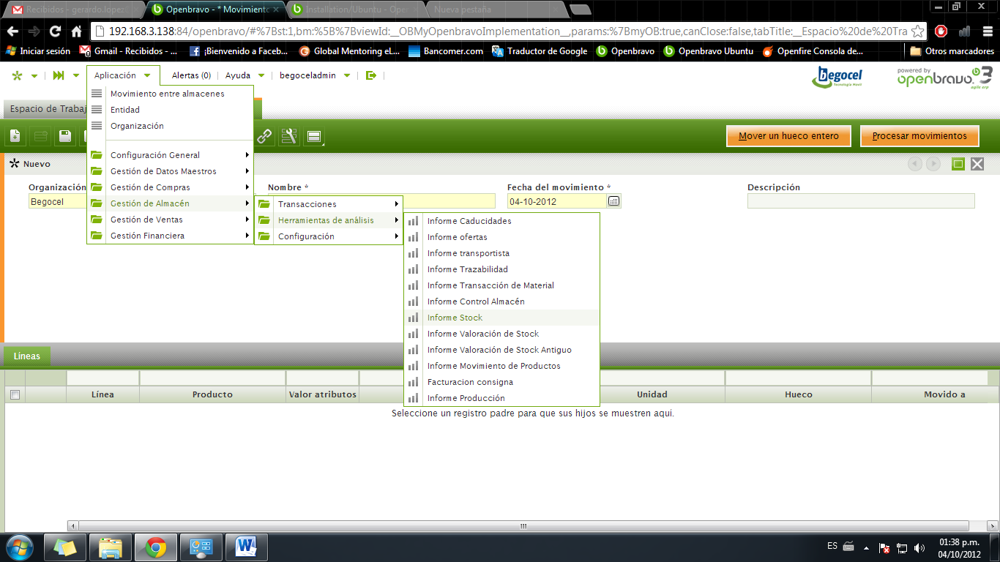 Recibidos - gerardo.lopez
Openbravo - * Movimiento
Installation/Ubuntu - Open
Nueva pestaña
192.168.3.138:84/openbravo/#%7Bst:1,bm:%5B%7BviewId:__OBMyOpenbravoImplementation__,params:%7BmyOB:true,canClose:false,tabTitle:__Espacio%20de%20Tra
Iniciar sesión
Gmail - Recibidos - ...
¡Bienvenido a Faceb...
Global Mentoring eL...
Bancomer.com
Traductor de Google
Openbravo
Openbravo Ubuntu
Openfire Consola de...
Otros marcadores
Aplicación
Alertas (0)
Ayuda
begoceladmin
begocel
Tecnología Movil
powered by
openbravo 3
agile erp
Espacio de Trabaj
Movimiento entre almacenes
Entidad
Organización
Configuración General
Gestión de Datos Maestros
Gestión de Compras
Gestión de Almacén
Gestión de Ventas
Gestión Financiera
Mover un hueco entero
Procesar movimientos
Nuevo
Organización
Nombre *
Fecha del movimiento *
Descripción
Begocel
04-10-2012
Transacciones
Herramientas de análisis
Configuración
Informe Caducidades
Informe ofertas
Informe transportista
Informe Trazabilidad
Informe Transacción de Material
Informe Control Almacén
Informe Stock
Informe Valoración de Stock
Informe Valoración de Stock Antiguo
Informe Movimiento de Productos
Facturacion consigna
Informe Producción
Lineas
Línea
Producto
Valor atributos
Unidad
Hueco
Movido a
Seleccione un registro padre para que sus hijos se muestren aquí.
ES
01:38 p.m.
04/10/2012